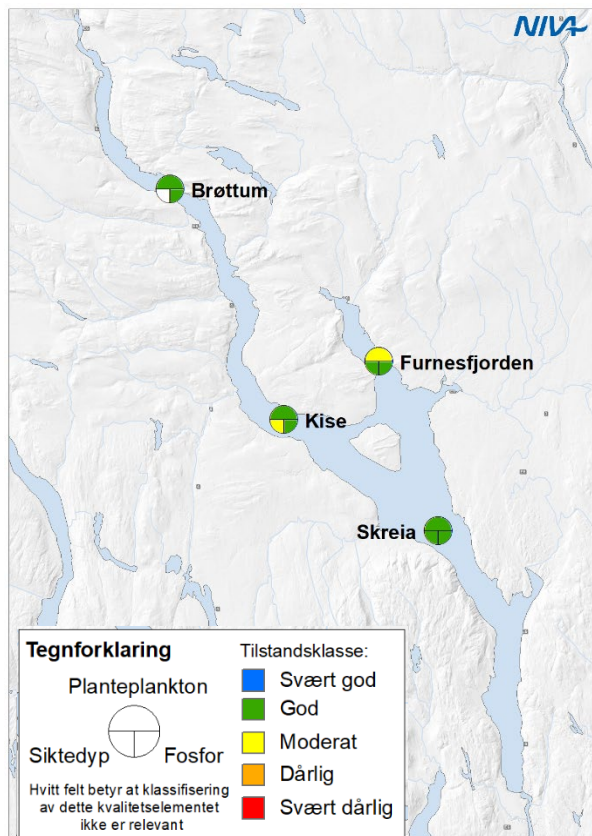 NIVA
Brøttum
Furnesfjorden
Kise
Skreia
Tegnforklaring
Planteplankton
Siktedyp Fosfor
Hvitt felt betyr at klassifisering
av dette kvalitetselementet
ikke er relevant
Tilstandsklasse:
Svært god
God
Moderat
Dårlig
Svært dårlig